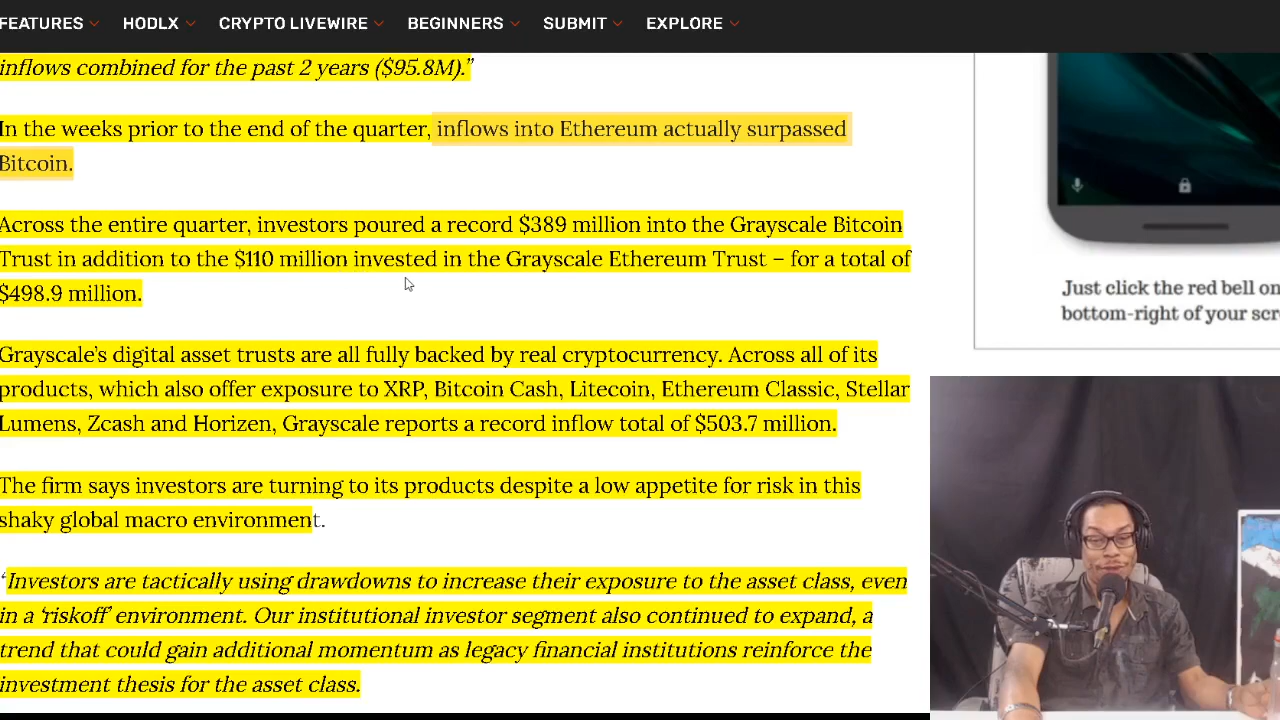 FEATURES HODLX CRYPTO LIVEWIRE BEGINNERS SUBMIT EXPLORE
inflows combined for the past 2 years ($95.8M).”
In the weeks prior to the end of the quarter, inflows into Ethereum actually surpassed
Bitcoin.
Across the entire quarter, investors poured a record $389 million into the Grayscale Bitcoin
Trust in addition to the $110 million invested in the Grayscale Ethereum Trust – for a total of
$498.9 million.
Grayscale’s digital asset trusts are all fully backed by real cryptocurrency. Across all of its
products, which also offer exposure to XRP, Bitcoin Cash, Litecoin, Ethereum Classic, Stellar
Lumens, Zcash and Horizen, Grayscale reports a record inflow total of $503.7 million.
The firm says investors are turning to its products despite a low appetite for risk in this
shaky global macro environment.
“Investors are tactically using drawdowns to increase their exposure to the asset class, even
in a ‘riskoff’ environment. Our institutional investor segment also continued to expand, a
trend that could gain additional momentum as legacy financial institutions reinforce the
investment thesis for the asset class.
Just click the red bell on
bottom-right of your